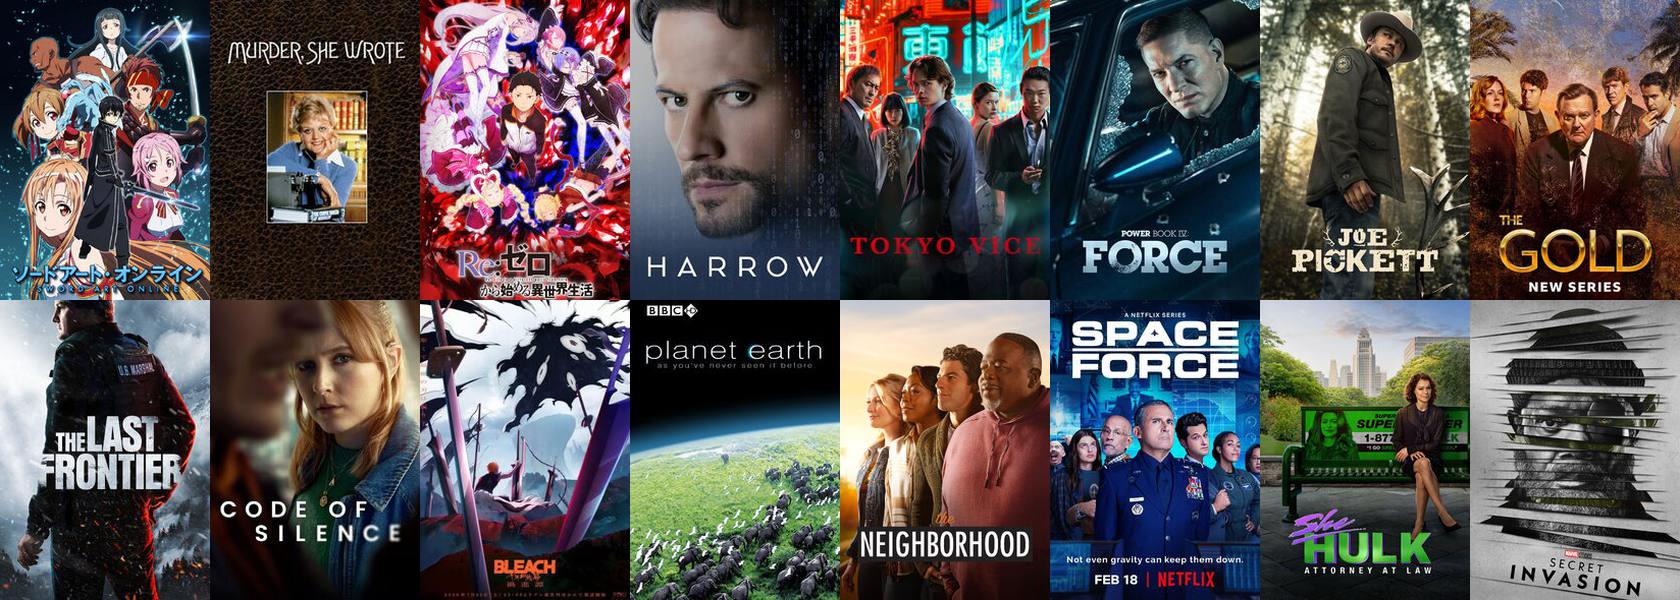 ソードアート・オンライン
SWORD ART ONLINE
MURDER, SHE WROTE
Re:ゼロ
から始める異世界生活
HARROW
東京
TOKYO VICE
POWER BOOK IV:
FORCE
JOE
PICKETT
THE
GOLD
NEW SERIES
U.S. MARSHAL
THE LAST
FRONTIER
CODE OF
SILENCE
BLEACH
BBC
planet earth
as you've never seen it before
the
NEIGHBORHOOD
A NETFLIX SERIES
SPACE
FORCE
Not even gravity can keep them down.
FEB 18 | NETFLIX
She
HULK
ATTORNEY AT LAW
MARVEL
SECRET
INVASION